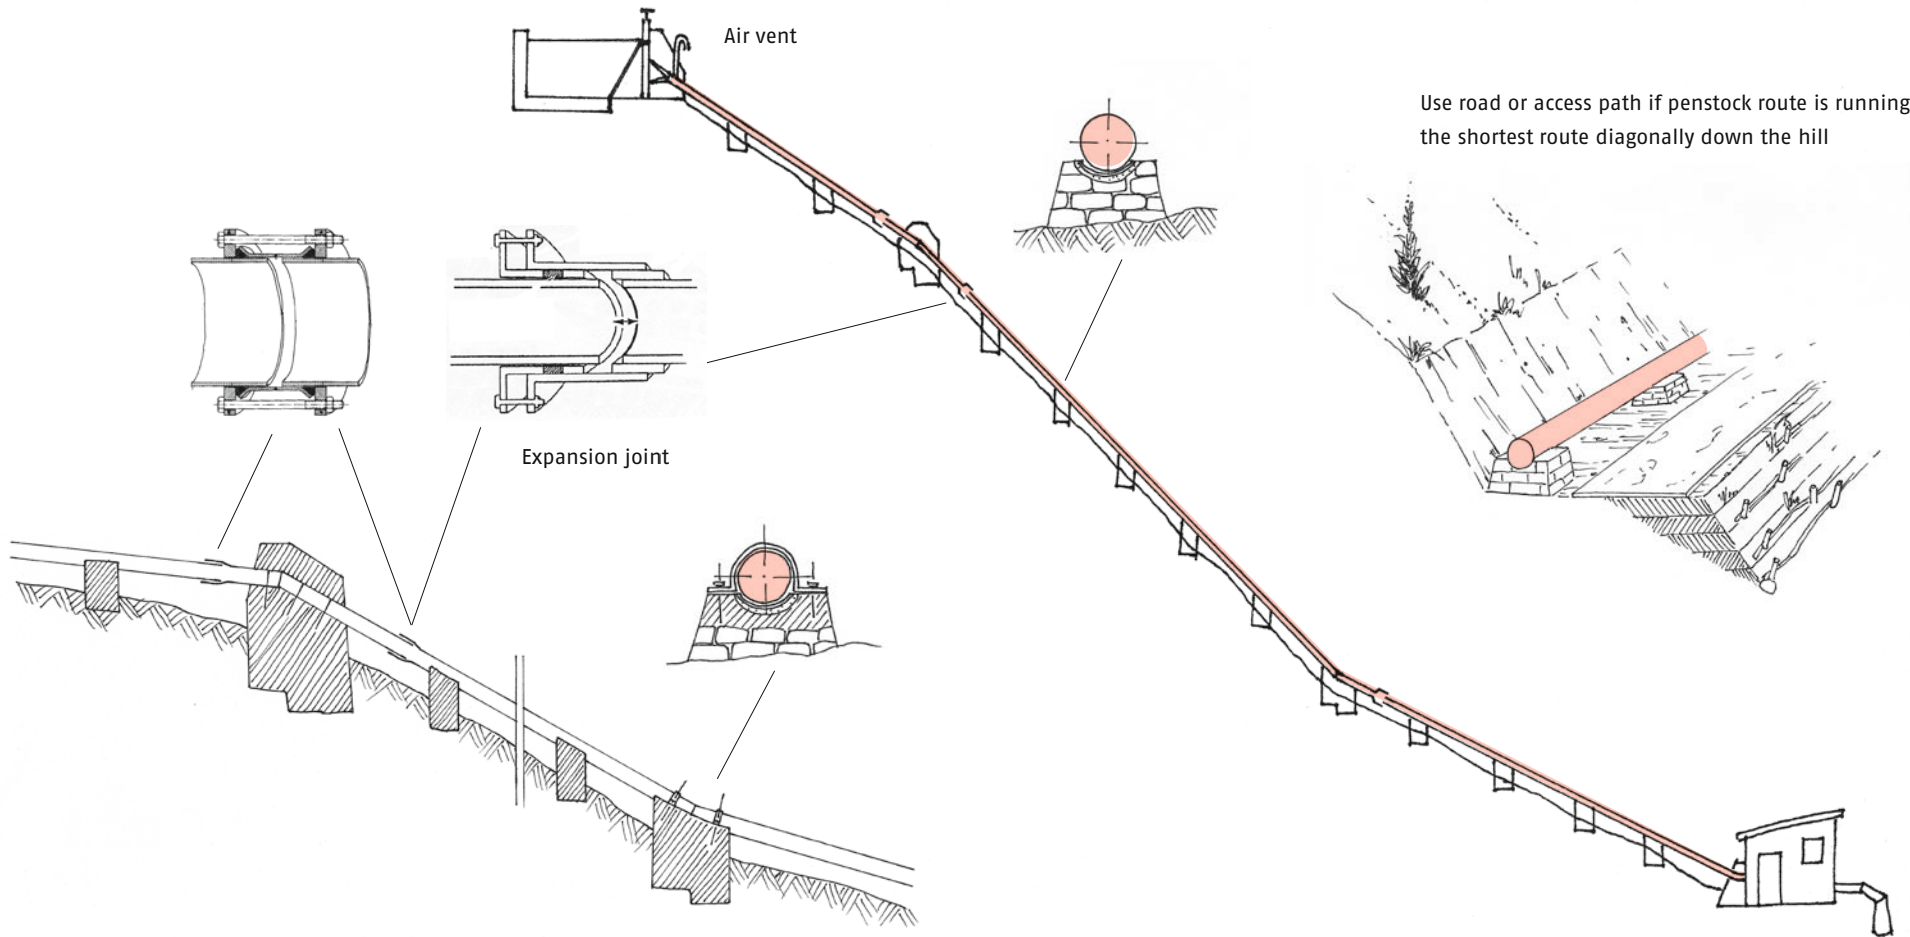 Air vent
Use road or access path if penstock route is running
the shortest route diagonally down the hill
Expansion joint